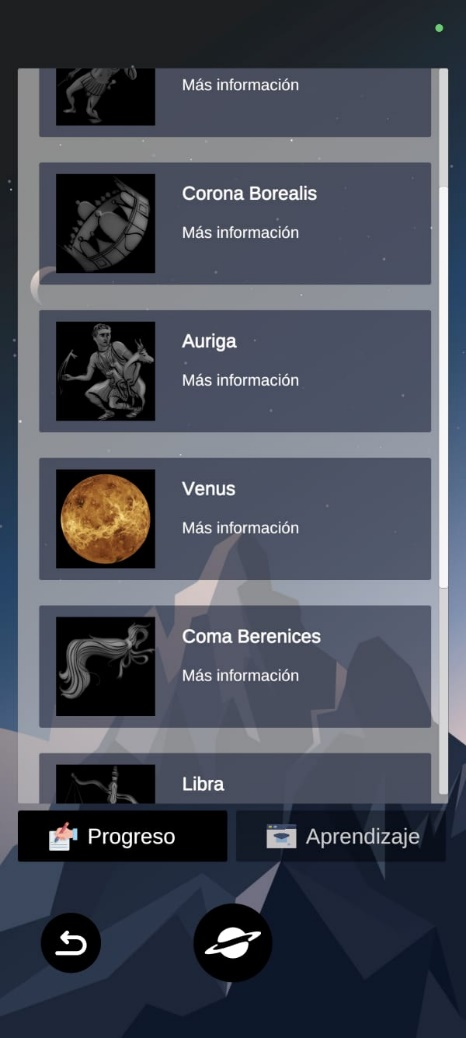 Más información
Corona Borealis
Más información
Auriga
Más información
Venus
Más información
Coma Berenices
Más información
Libra
Progreso
Aprendizaje